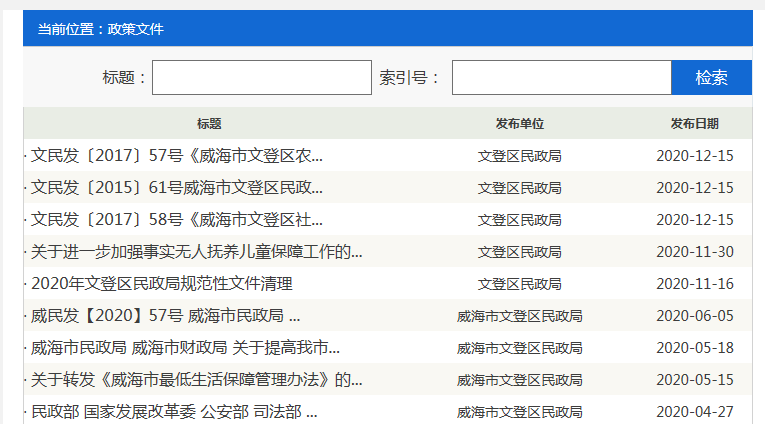 当前位置：政策文件
标题： 索引号： 检索
标题 发布单位 发布日期
· 文民发〔2017〕57号《威海市文登区农... 文登区民政局 2020-12-15
· 文民发〔2015〕61号威海市文登区民政... 文登区民政局 2020-12-15
· 文民发〔2017〕58号《威海市文登区社... 文登区民政局 2020-12-15
· 关于进一步加强事实无人抚养儿童保障工作的... 文登区民政局 2020-11-30
· 2020年文登区民政局规范性文件清理 文登区民政局 2020-11-16
· 威民发【2020】57号 威海市民政局 ... 威海市文登区民政局 2020-06-05
· 威海市民政局 威海市财政局 关于提高我市... 威海市文登区民政局 2020-05-18
· 关于转发《威海市最低生活保障管理办法》的... 威海市文登区民政局 2020-05-15
· 民政部 国家发展改革委 公安部 司法部 ... 威海市文登区民政局 2020-04-27